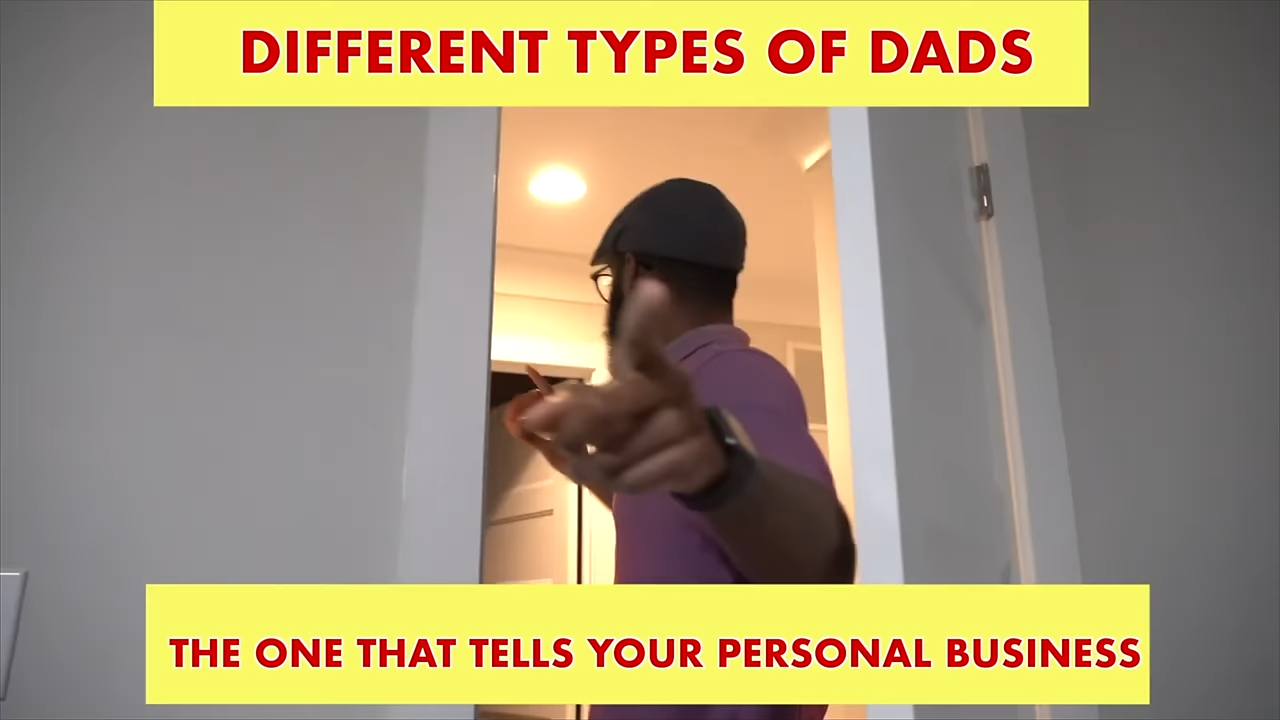 DIFFERENT TYPES OF DADS
THE ONE THAT TELLS YOUR PERSONAL BUSINESS